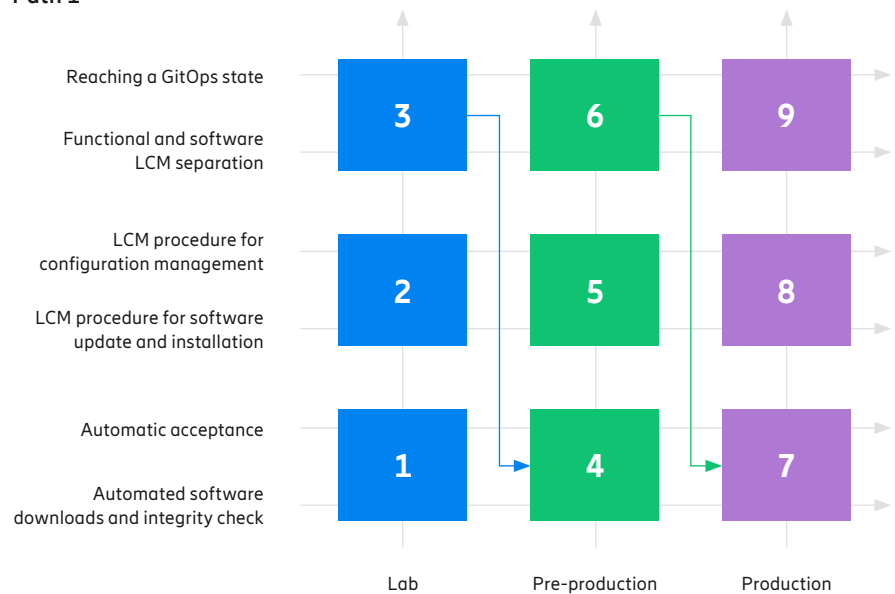 Path 1
Reaching a GitOps state
3
6
9
Functional and software
LCM separation
LCM procedure for
configuration management
2
5
8
LCM procedure for software
update and installation
Automatic acceptance
1
4
7
Automated software
downloads and integrity check
Lab
Pre-production
Production